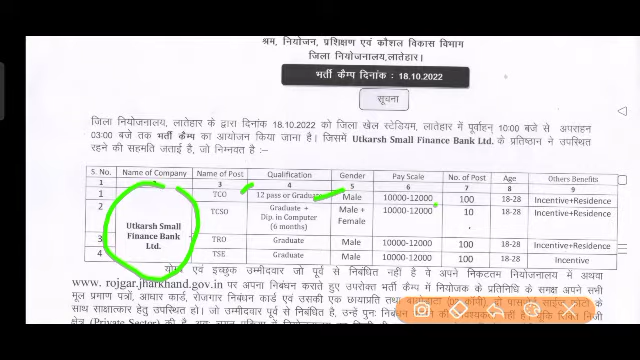 श्रम, नियोजन, प्रशिक्षण एवं कौशल विकास विभाग
जिला नियोजनालय, लातेहार।
भर्ती कैम्प दिनांक : 18.10.2022
सूचना
जिला नियोजनालय, लातेहार के द्वारा दिनांक 18.10.2022 को जिला खेल स्टेडियम, लातेहार में पूर्वाहन् 10:00 बजे से अपराहन
03:00 बजे तक भर्ती कैम्प का आयोजन किया जाना है। जिसमें Utkarsh Small Finance Bank Ltd. के प्रतिष्ठान ने उपस्थित
रहने की सहमति जताई है, जो निम्नवत है :-
S. No. Name of Company Name of Post Qualification Gender Pay Scale No. of Post Age Others Benefits
1 3 4 5 6 7 8 9
1 TCO 12 pass or Graduate Male 10000-12000 100 18-28 Incentive+Residence
2 Utkarsh Small Finance Bank Ltd. TCSO Graduate + Dip. in Computer (6 months) Male + Female 10000-12000 10 18-28 Incentive+Residence
3 TRO Graduate Male 10000-12000 100 18-28 Incentive+Residence
4 TSE Graduate Male 10000-12000 100 18-28 Incentive
योग्य एवं इच्छुक उम्मीदवार जो पूर्व से निबंधित नहीं है वे अपने निकटतम नियोजनालय में अथवा
www. rojgar.jharkhand.gov.in पर अपना निबंधन कराते हुए उपरोक्त भर्ती कैम्प में नियोजक के प्रतिनिधि के समक्ष अपने सभी
मूल प्रमाण पत्रों, आधार कार्ड, रोजगार निबंधन कार्ड एवं उसकी एक छायाप्रति तथा
के साथ साक्षात्कार हेतु उपस्थित हो। जो उम्मीदवार पूर्व से निबंधित है, उन्हें पुनः
क्षेत्र (Private Sector) की है,